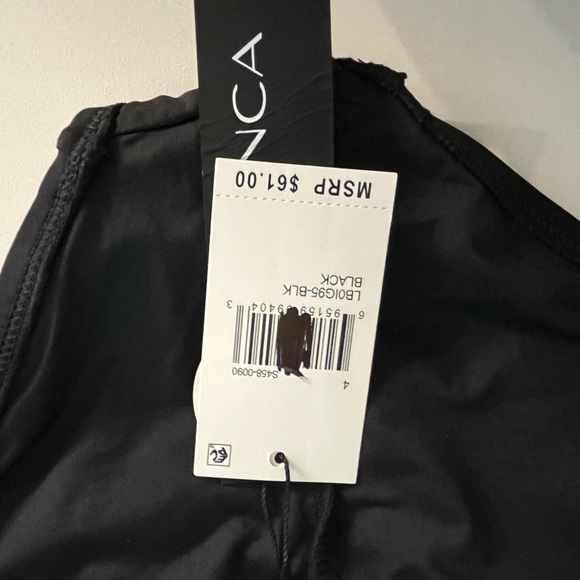 NCA
4 S458-0090
6 95159 9404 3
LB0IG95-BLK
BLACK
MSRP $61.00